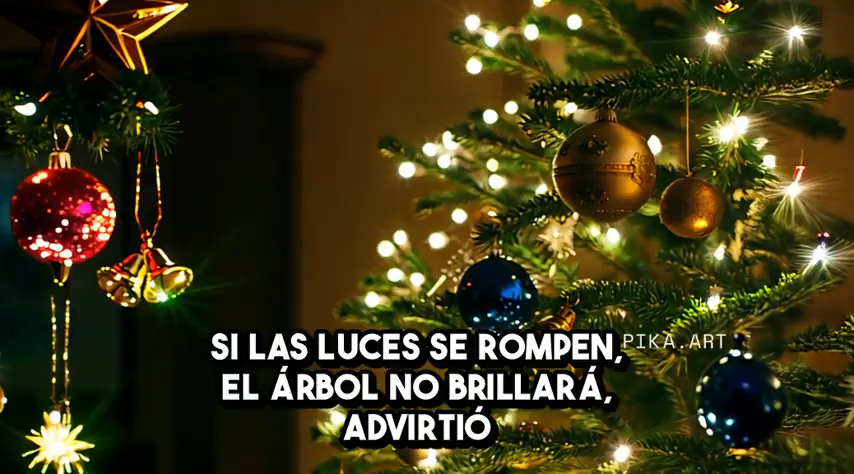 SI LAS LUCES SE ROMPEN,
PIKA.ART
EL ÁRBOL NO BRILLARÁ,
ADVIRTIÓ